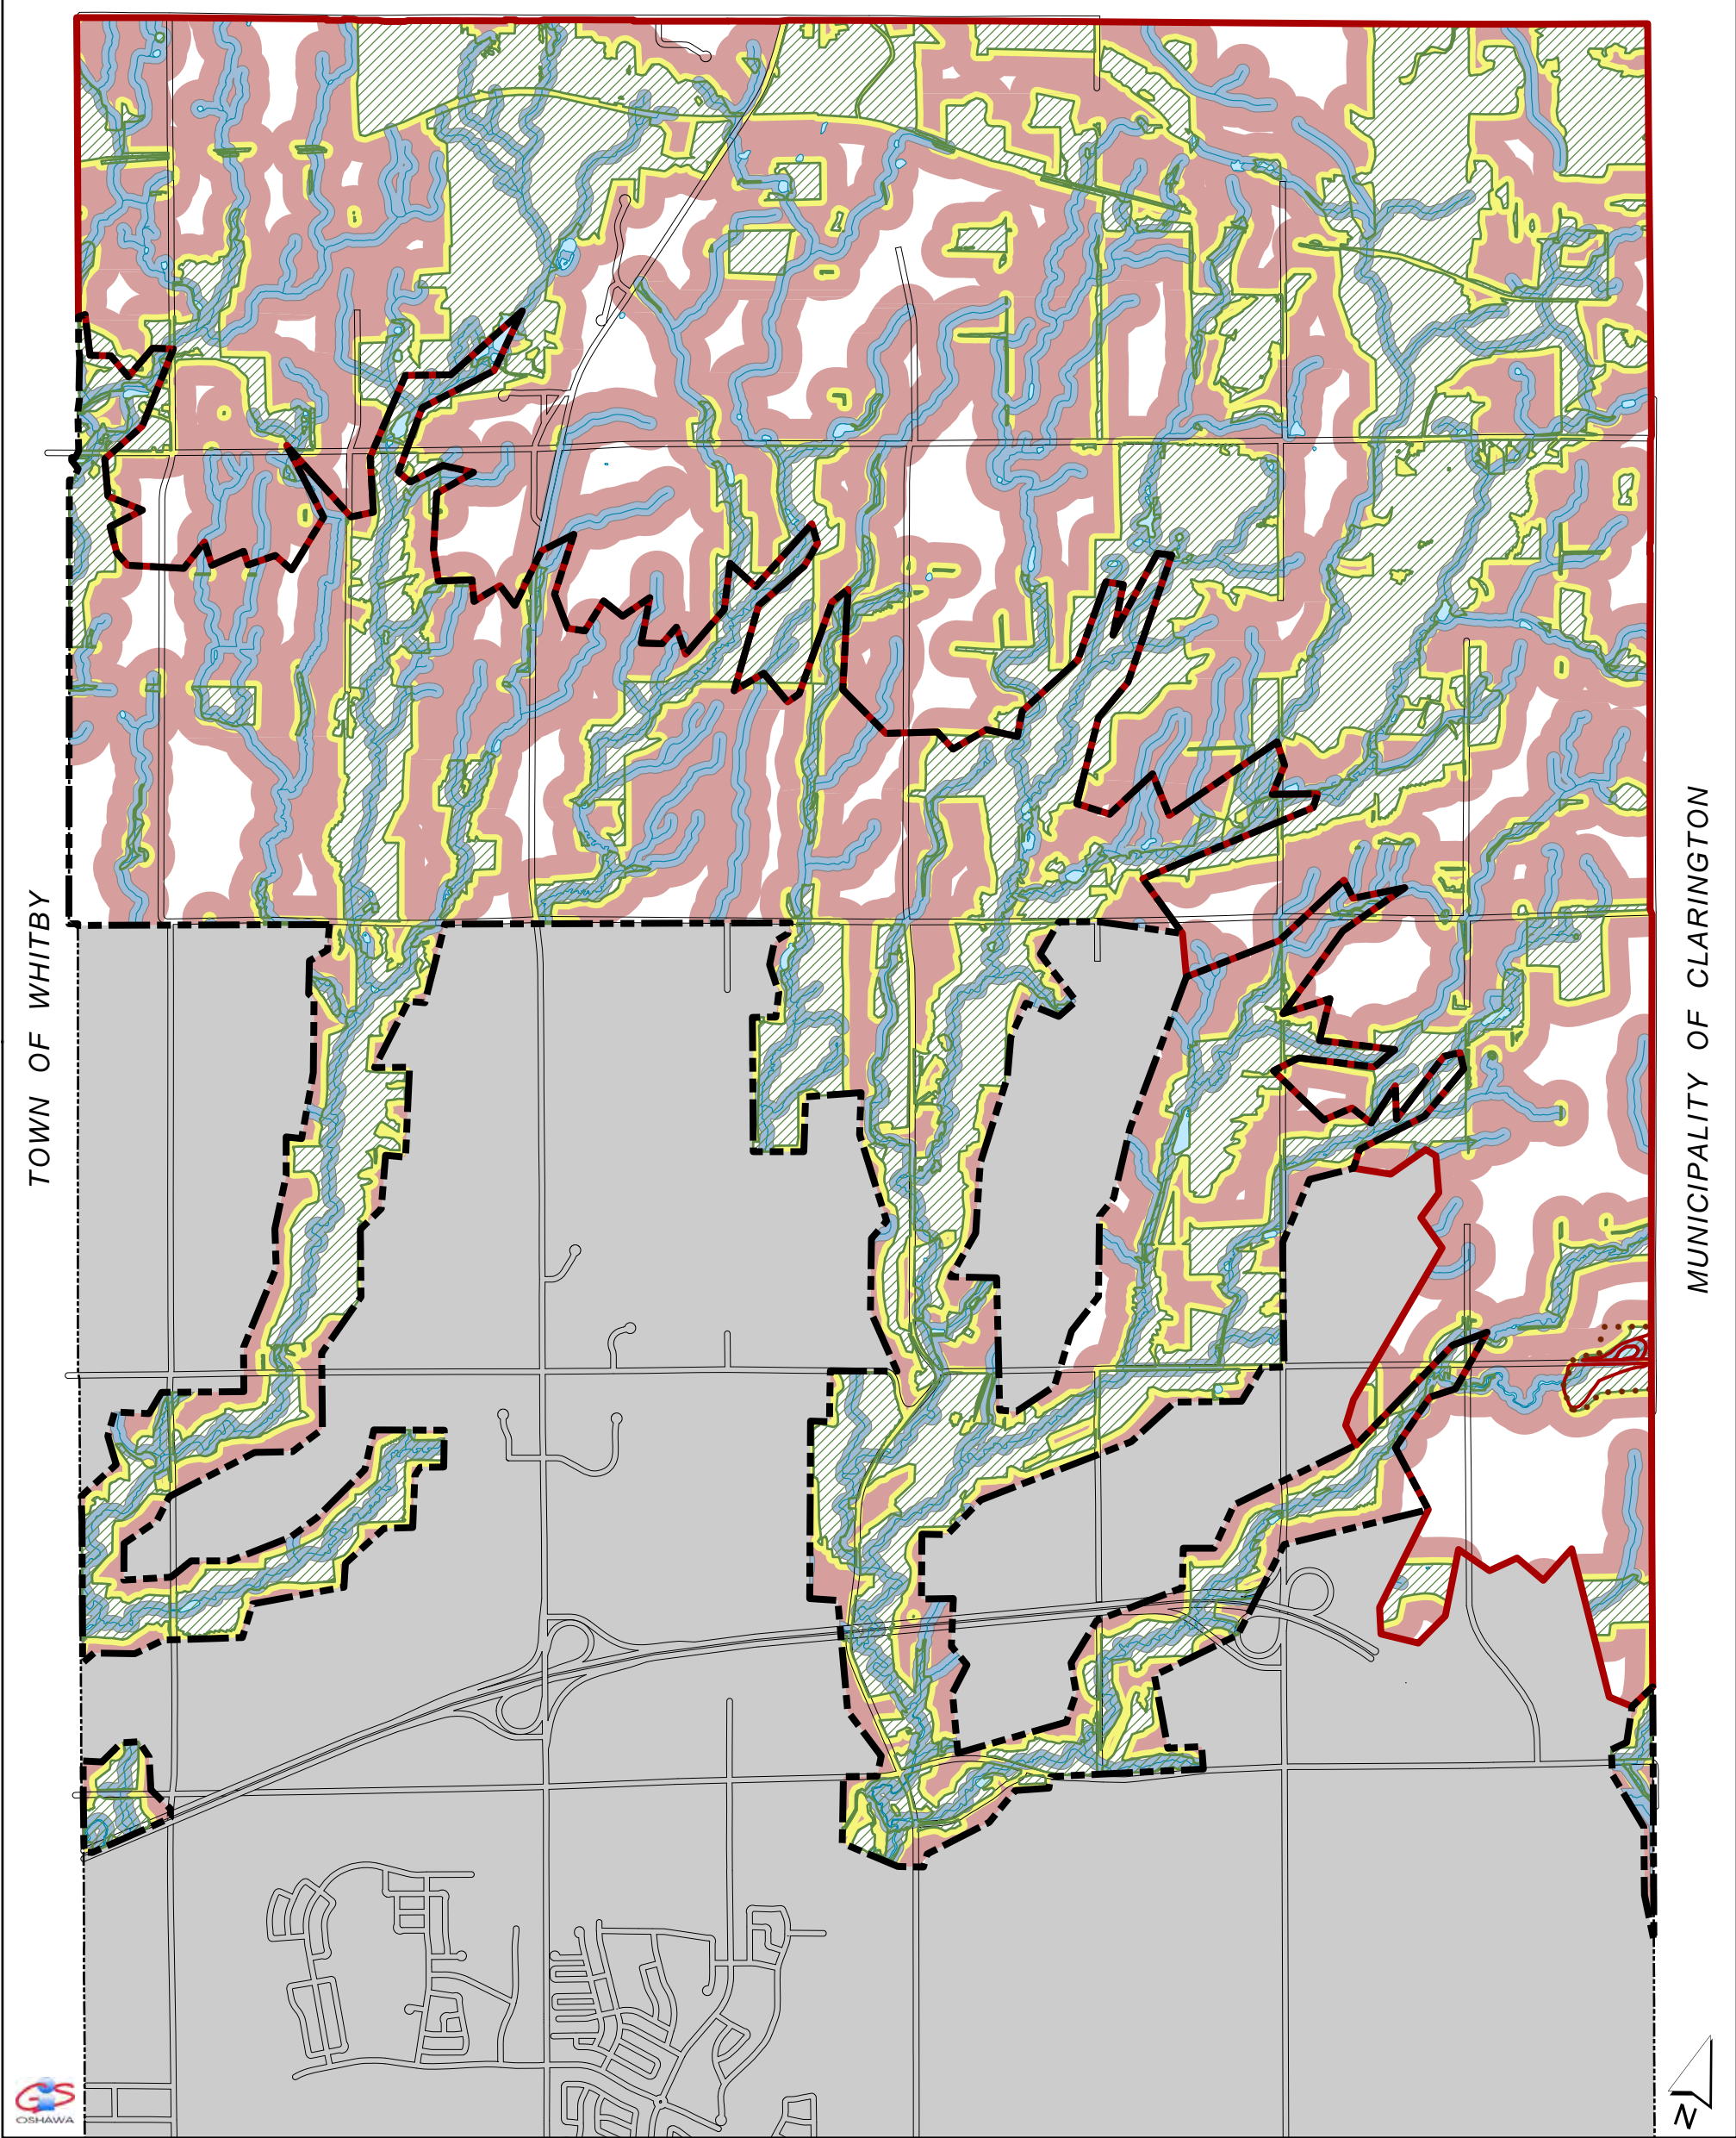 TOWN OF WHITBY
MUNICIPALITY OF CLARINGTON
GIS
OSHAWA
N